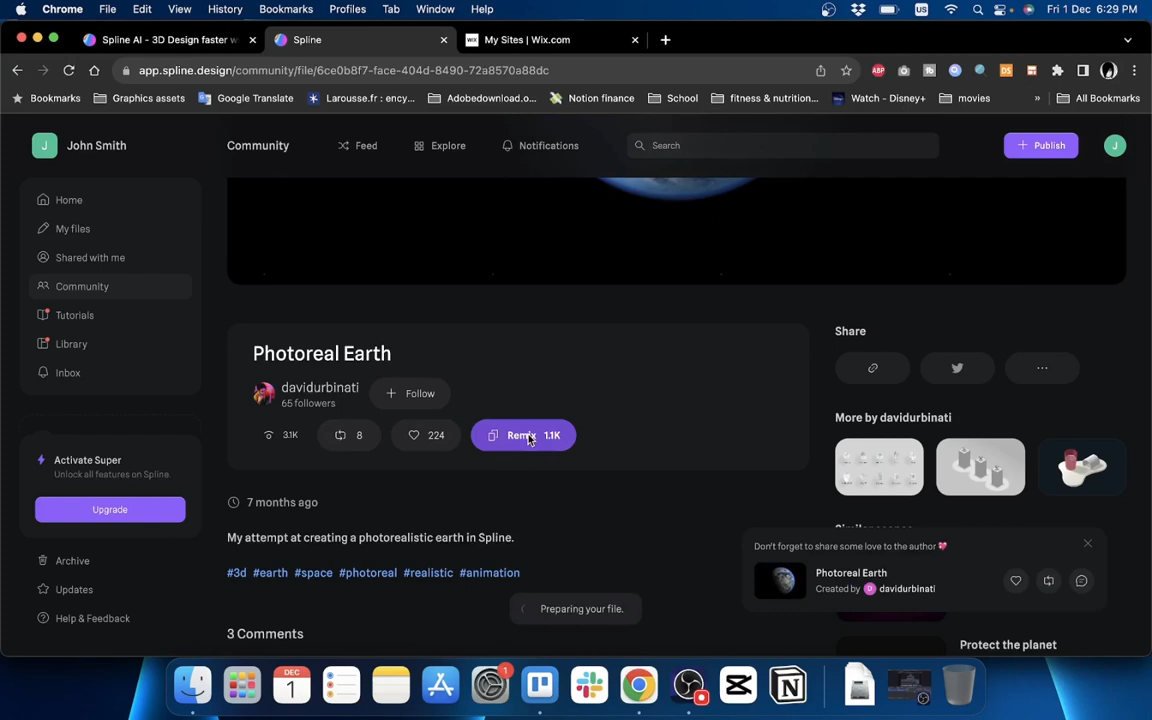 Chrome File Edit View History Bookmarks Profiles Tab Window Help US Fri 1 Dec 6:29 PM
Spline AI - 3D Design faster w Spline WIX My Sites | Wix.com
app.spline.design/community/file/6ce0b8f7-face-404d-8490-72a8570a88dc ABP DS
Bookmarks Graphics assets Google Translate Larousse.fr : ency... Adobedownload.o... Notion finance School fitness & nutrition... Watch - Disney+ movies » All Bookmarks
J John Smith Community Feed Explore Notifications Search + Publish J
Home
My files
Shared with me
Community
Tutorials
Library
Inbox
Activate Super
Unlock all features on Spline.
Upgrade
Archive
Updates
Help & Feedback
Photoreal Earth
davidurbinati
65 followers
+ Follow
3.1K 8 224 Remix 1.1K
7 months ago
My attempt at creating a photorealistic earth in Spline.
#3d #earth #space #photoreal #realistic #animation
Preparing your file.
3 Comments
Share
More by davidurbinati
Don't forget to share some love to the author
Photoreal Earth
Created by D davidurbinati
Protect the planet
DEC
1
1